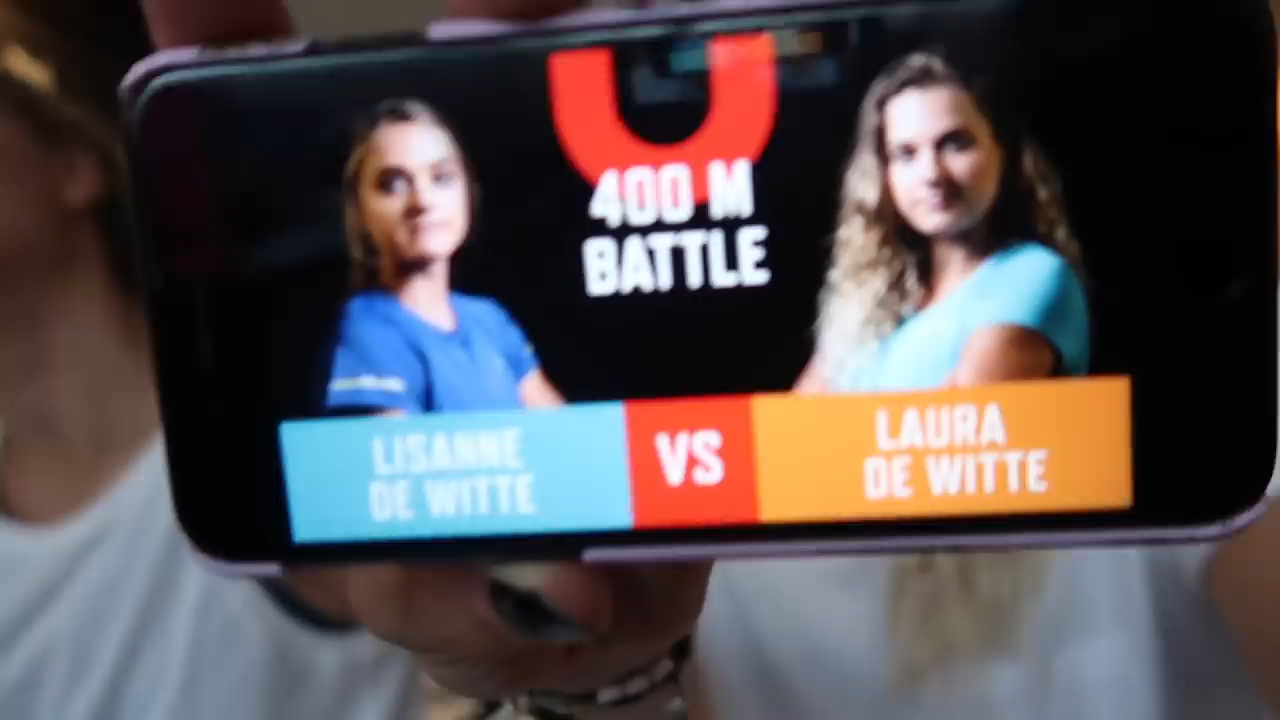 400 M
BATTLE
LISANNE
DE WITTE
VS
LAURA
DE WITTE